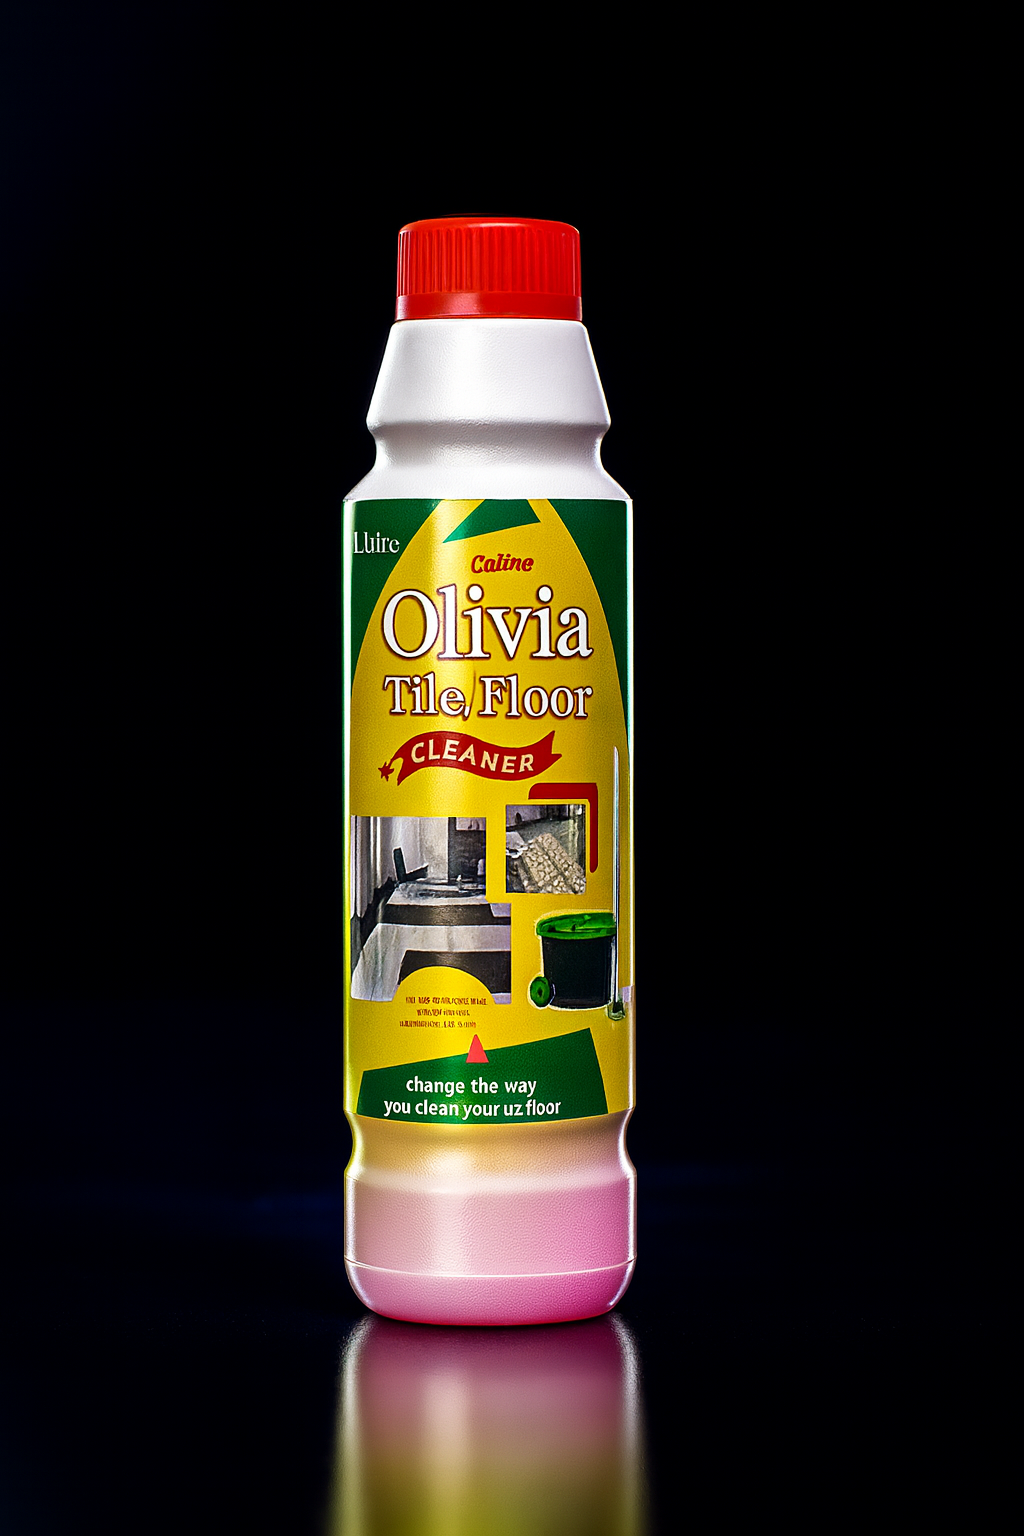 Lluire
Caline
Olivia
Tile/Floor
CLEANER
change the way
you clean your uz floor